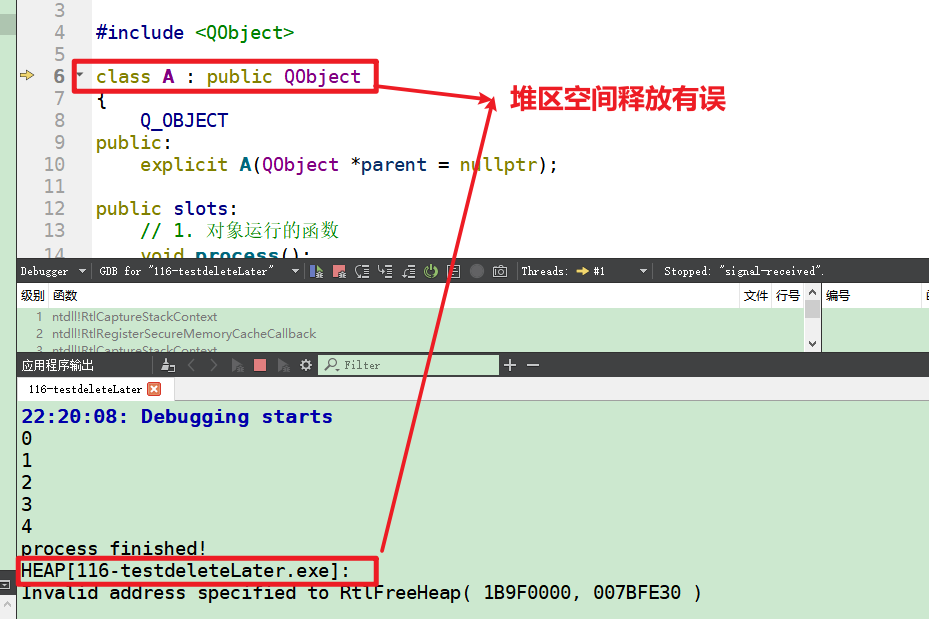 3
4 #include <QObject>
5
6 class A : public QObject
7 {
8 Q_OBJECT
9 public:
10 explicit A(QObject *parent = nullptr);
11
12 public slots:
13 // 1. 对象运行的函数
14 void process();
堆区空间释放有误
Debugger GDB for "116-testdeleteLater" Threads: #1 Stopped: "signal-received".
级别 函数 文件 行号 编号
1 ntdll!RtlCaptureStackContext
2 ntdll!RtlRegisterSecureMemoryCacheCallback
3 ntdll!RtlCaptureStackContext
应用程序输出 Filter
116-testdeleteLater
22:20:08: Debugging starts
0
1
2
3
4
process finished!
HEAP[116-testdeleteLater.exe]:
Invalid address specified to RtlFreeHeap( 1B9F0000, 007BFE30 )